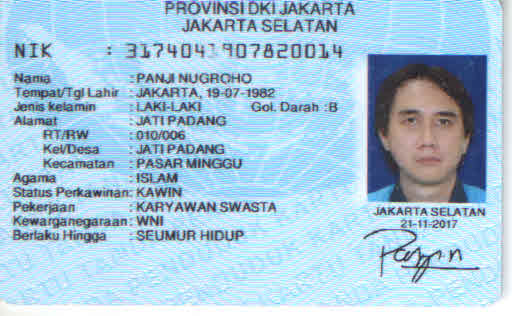 PROVINSI DKI JAKARTA
JAKARTA SELATAN
NIK : 3174041907820014
Nama : PANJI NUGROHO
Tempat/Tgl Lahir : JAKARTA, 19-07-1982
Jenis kelamin : LAKI-LAKI Gol. Darah : B
Alamat : JATI PADANG
RT/RW : 010/006
Kel/Desa : JATI PADANG
Kecamatan : PASAR MINGGU
Agama : ISLAM
Status Perkawinan: KAWIN
Pekerjaan : KARYAWAN SWASTA
Kewarganegaraan: WNI
Berlaku Hingga : SEUMUR HIDUP
JAKARTA SELATAN
21-11-2017